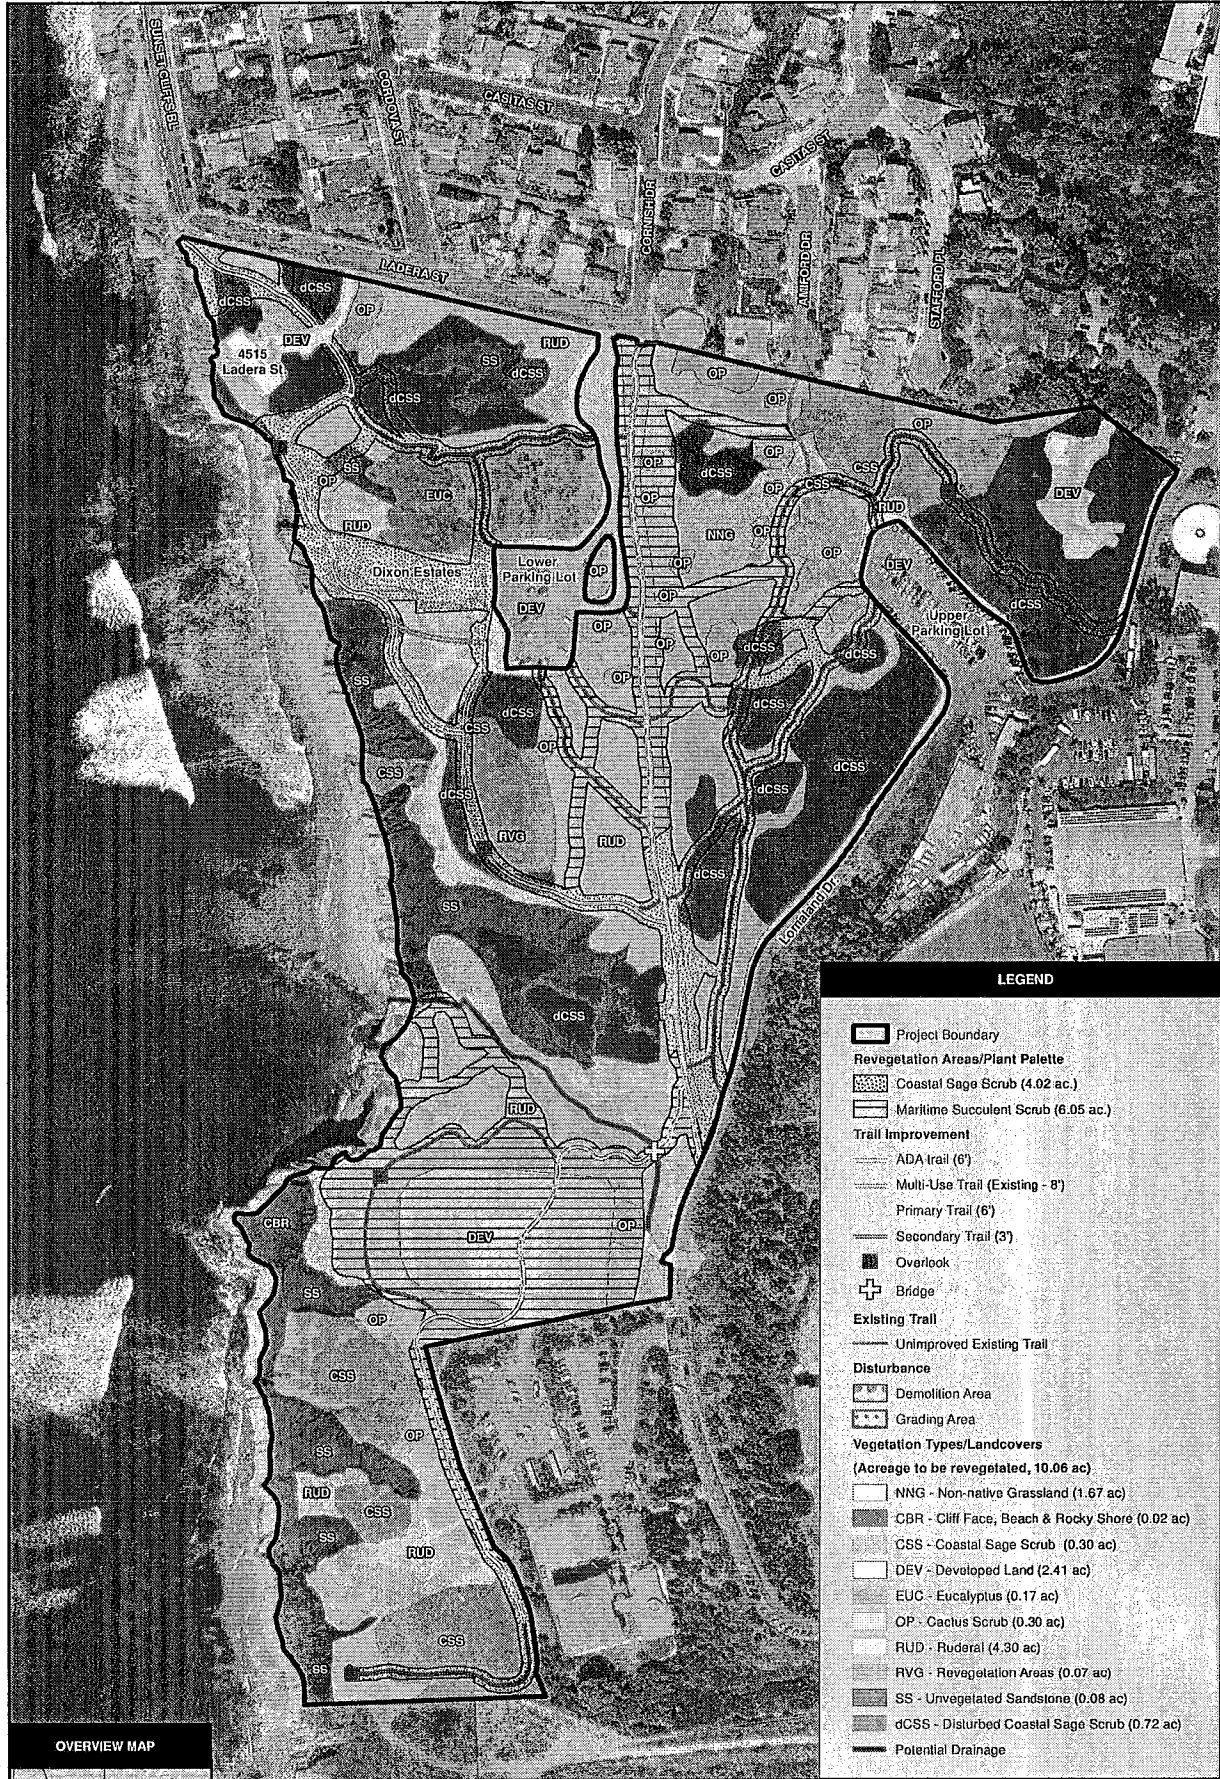 SUNSET CLIFFS BL
CORDOVA ST
CASITAS ST
CASITAS ST
CORNISH DR
AMIFORD DR
STAFFORD PL
LADERA ST
dCSS
dCSS
OP
DEV
4515
Ladera St
SS
RUD
dCSS
dCSS
OP
OP
OP
CSS
DEV
SS
OP
EUC
RUD
OP
OP
dCSS
OP
OP
CSS
RUD
NNG
OP
OP
DEV
Dixon Estates
Lower
Parking Lot
OP
DEV
OP
OP
dCSS
Upper
Parking Lot
OP
OP
OP
dCSS
dCSS
SS
OP
dCSS
dCSS
CSS
OP
CSS
dCSS
dCSS
dCSS
RVG
RUD
dCSS
SS
Lomaland Dr
dCSS
RUD
CBR
DEV
OP
SS
OP
CSS
OP
SS
RUD
CSS
SS
RUD
CSS
SS
LEGEND
Project Boundary
Revegetation Areas/Plant Palette
Coastal Sage Scrub (4.02 ac.)
Maritime Succulent Scrub (6.05 ac.)
Trail Improvement
ADA trail (6')
Multi-Use Trail (Existing - 8')
Primary Trail (6')
Secondary Trail (3')
Overlook
Bridge
Existing Trail
Unimproved Existing Trail
Disturbance
Demolition Area
Grading Area
Vegetation Types/Landcovers
(Acreage to be revegetated, 10.06 ac)
NNG - Non-native Grassland (1.67 ac)
CBR - Cliff Face, Beach & Rocky Shore (0.02 ac)
CSS - Coastal Sage Scrub (0.30 ac)
DEV - Developed Land (2.41 ac)
EUC - Eucalyptus (0.17 ac)
OP - Cactus Scrub (0.30 ac)
RUD - Ruderal (4.30 ac)
RVG - Revegetation Areas (0.07 ac)
SS - Unvegetated Sandstone (0.08 ac)
dCSS - Disturbed Coastal Sage Scrub (0.72 ac)
Potential Drainage
OVERVIEW MAP